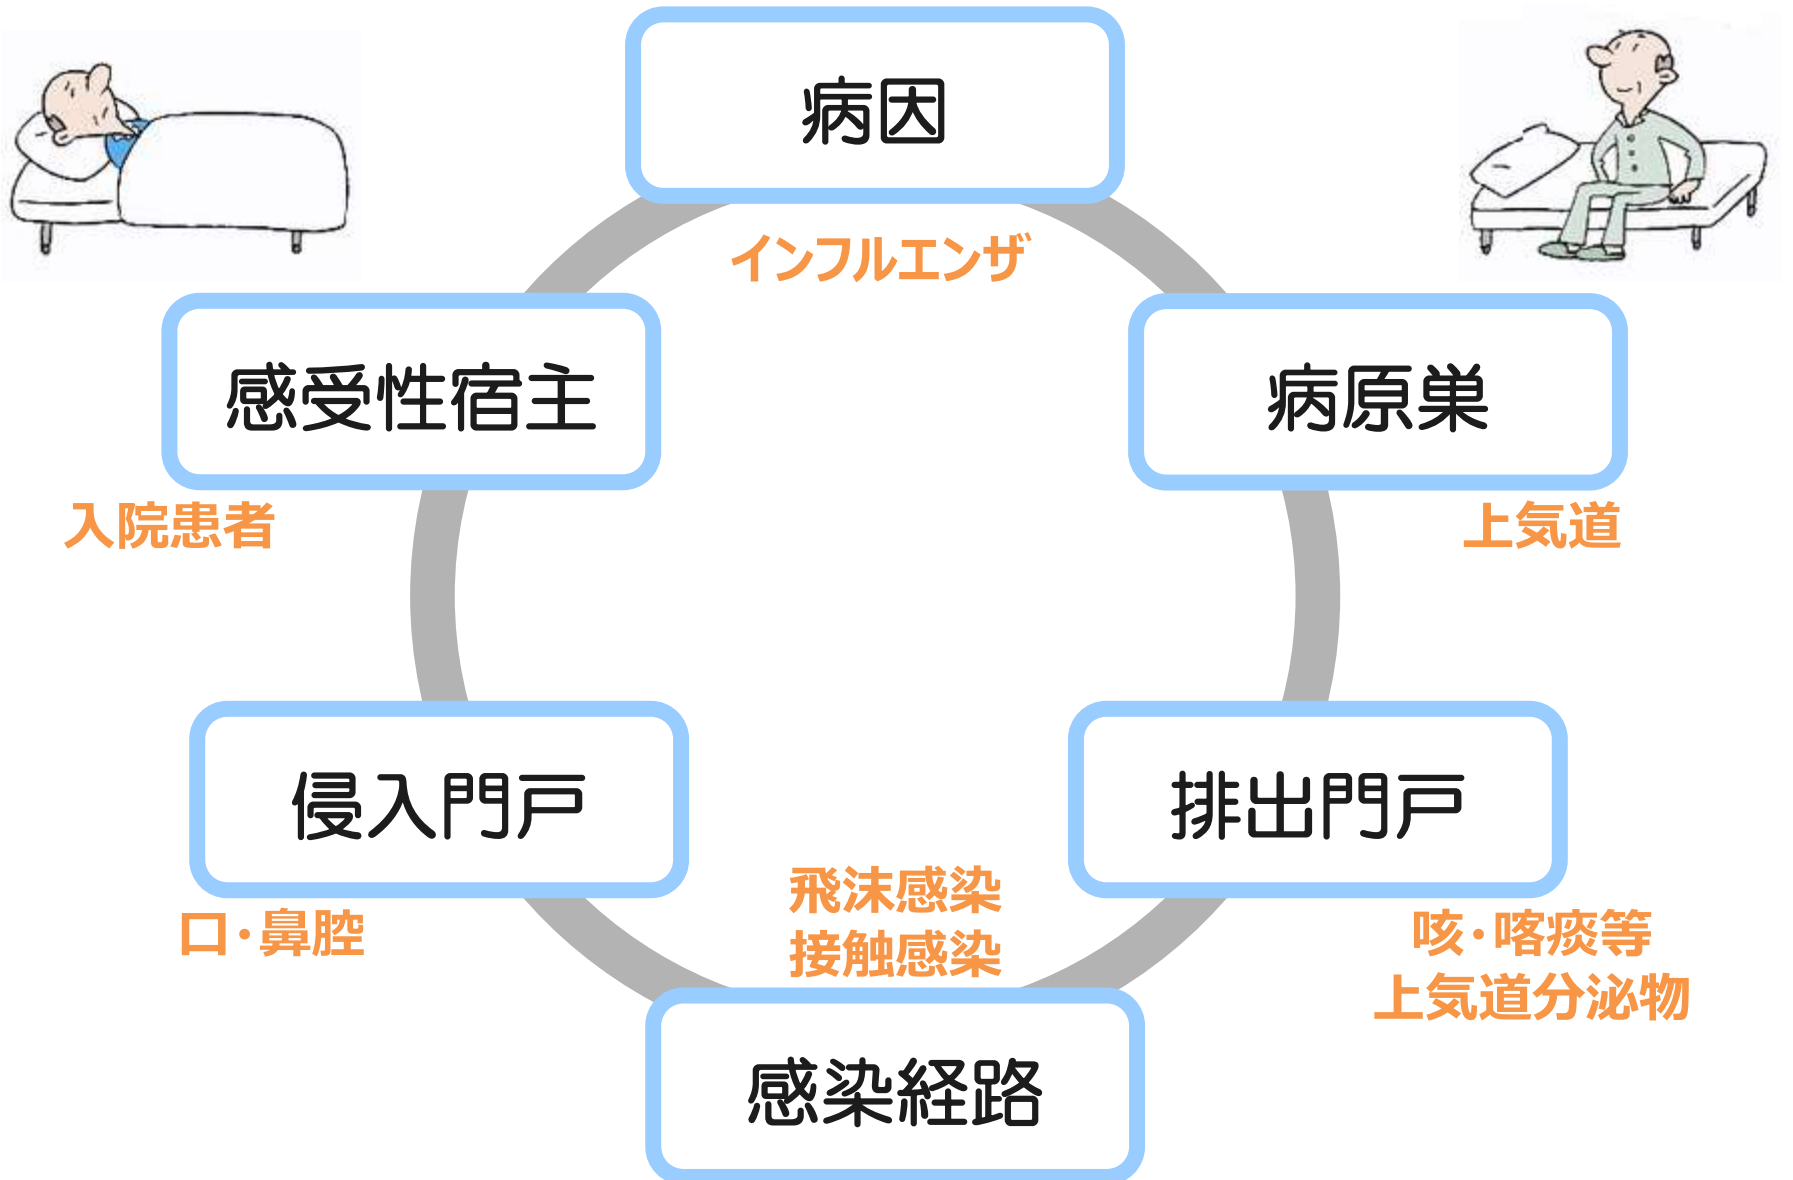 病因
インフルエンザ
感受性宿主
病原巣
入院患者
上気道
侵入門戸
排出門戸
口・鼻腔
飛沫感染
接触感染
咳・喀痰等
上気道分泌物
感染経路